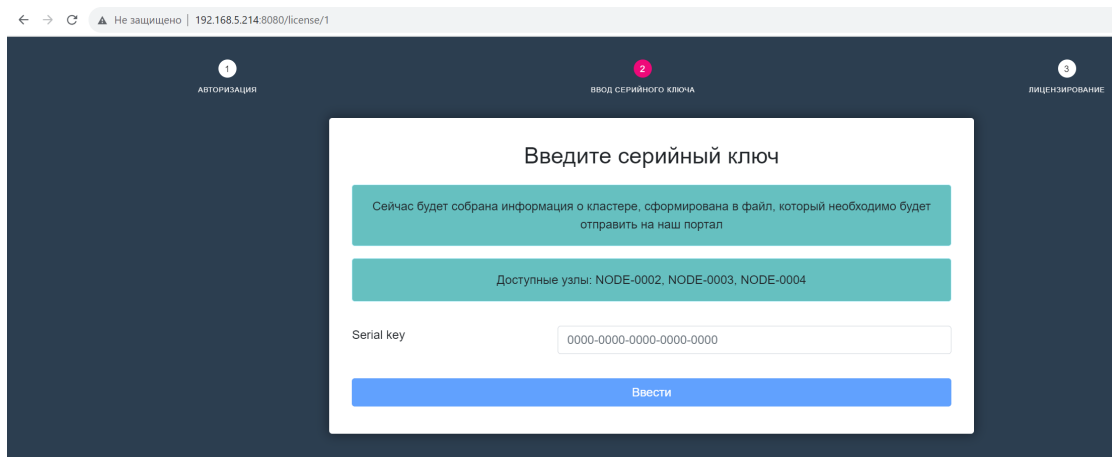 Не защищено | 192.168.5.214:8080/license/1
1 2 3
АВТОРИЗАЦИЯ ВВОД СЕРИЙНОГО КЛЮЧА ЛИЦЕНЗИРОВАНИЕ
Введите серийный ключ
Сейчас будет собрана информация о кластере, сформирована в файл, который необходимо будет
отправить на наш портал
Доступные узлы: NODE-0002, NODE-0003, NODE-0004
Serial key 0000-0000-0000-0000-0000
Ввести